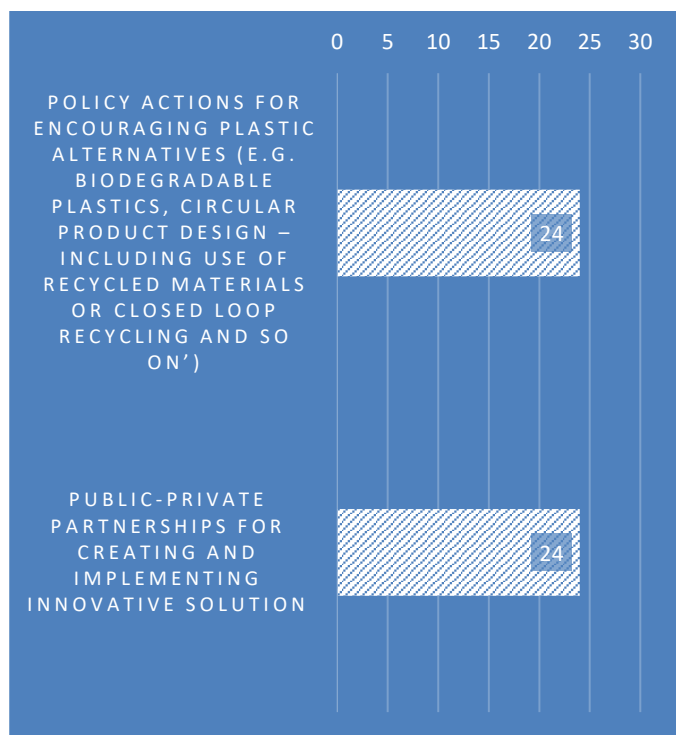 0 5 10 15 20 25 30
POLICY ACTIONS FOR
ENCOURAGING PLASTIC
ALTERNATIVES (E.G.
BIODEGRADABLE
PLASTICS, CIRCULAR
PRODUCT DESIGN –
INCLUDING USE OF
RECYCLED MATERIALS
OR CLOSED LOOP
RECYCLING AND SO
ON’)
24
PUBLIC-PRIVATE
PARTNERSHIPS FOR
CREATING AND
IMPLEMENTING
INNOVATIVE SOLUTION
24